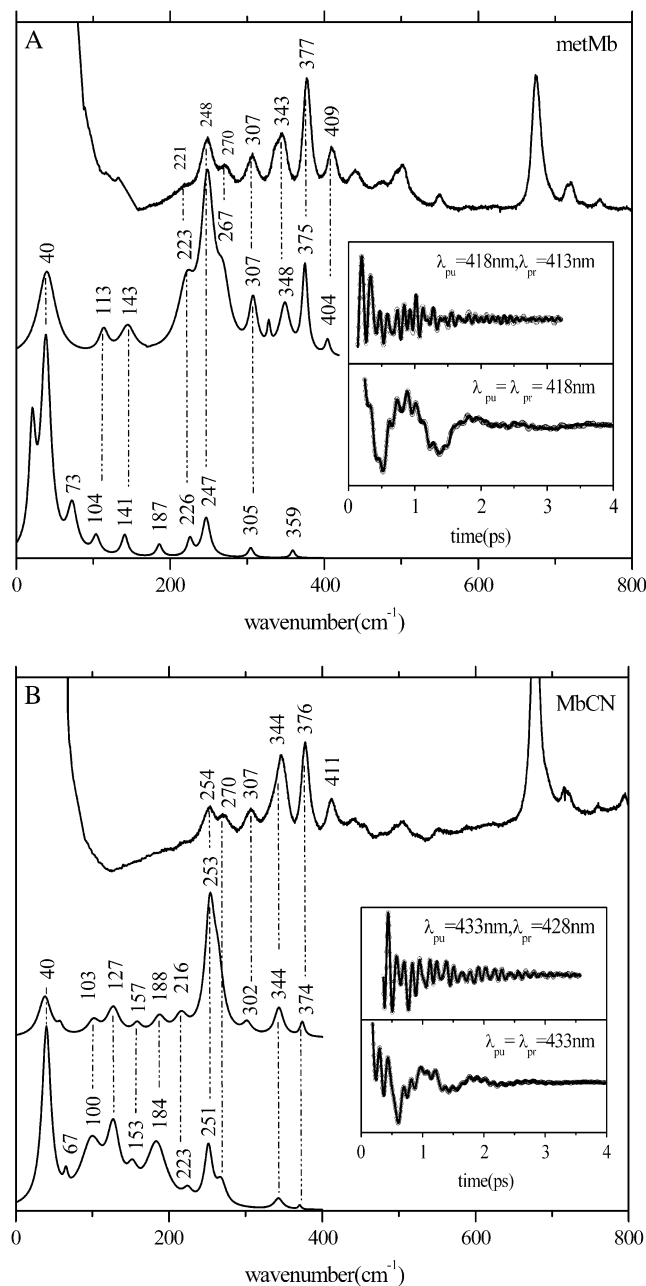 A
metMb
377
343
409
307
248
270
221
40
113
143
223
267
307
348
375
404
λpu=418nm,λpr=413nm
λpu= λpr= 418nm
0 1 2 3 4
time(ps)
73
104
141
187
226
247
305
359
0 200 400 600 800
wavenumber(cm-1)
B
MbCN
376
344
411
307
270
254
253
40
103
127
157
188
216
302
344
374
λpu=433nm,λpr=428nm
λpu= λpr=433nm
0 1 2 3 4
time(ps)
67
100
153
184
223
251
0 200 400 600 800
wavenumber(cm-1)